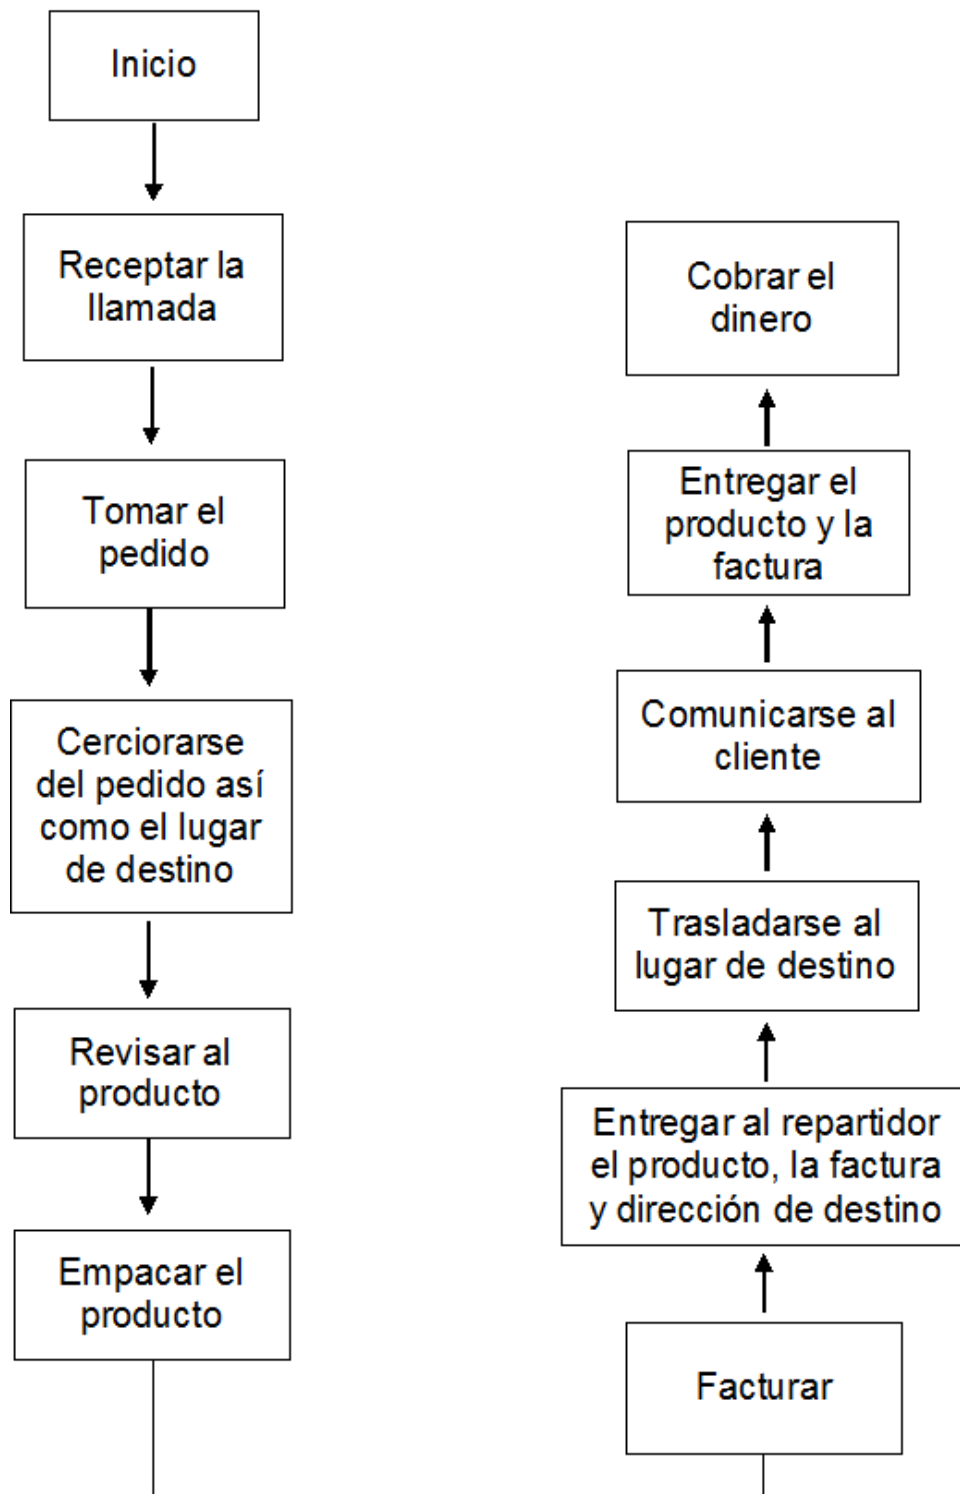 Inicio
Receptar la
llamada
Tomar el
pedido
Cerciorarse
del pedido así
como el lugar
de destino
Revisar al
producto
Empacar el
producto
Facturar
Entregar al repartidor
el producto, la factura
y dirección de destino
Trasladarse al
lugar de destino
Comunicarse al
cliente
Entregar el
producto y la
factura
Cobrar el
dinero